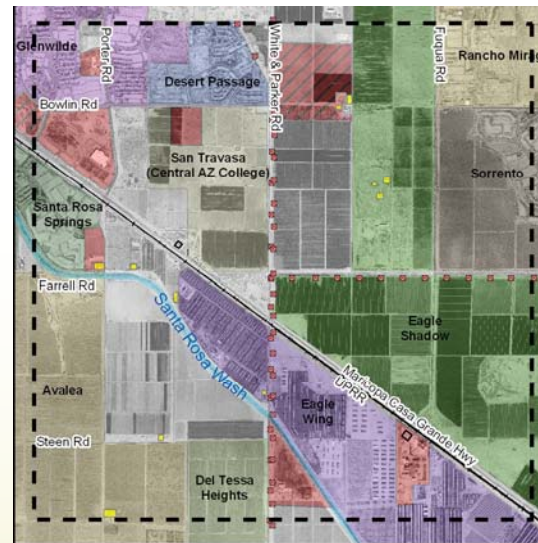 Glenwilde
Porter Rd
Desert Passage
White & Parker Rd
Fuqua Rd
Rancho Mirag
Bowlin Rd
San Travasa
(Central AZ College)
Sorrento
Santa Rosa
Springs
Farrell Rd
Santa Rosa Wash
Eagle
Shadow
Maricopa Casa Grande Hwy
UPRR
Avalea
Eagle
Wing
Steen Rd
Del Tessa
Heights